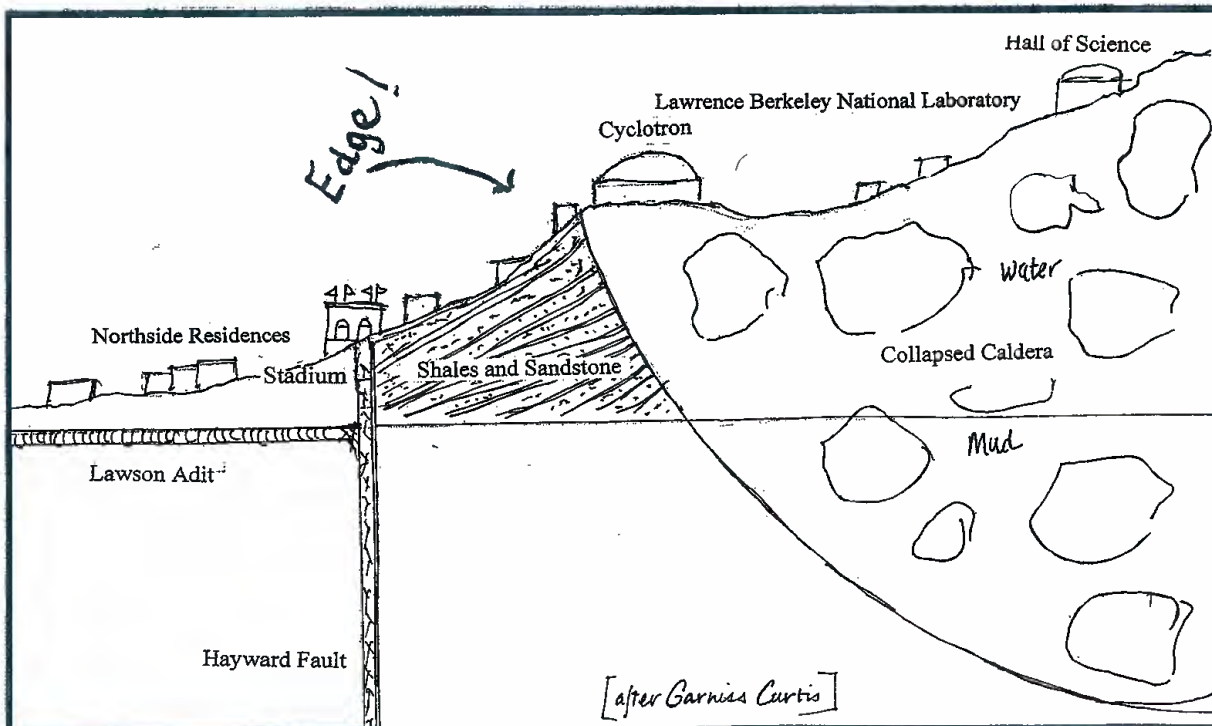 Hall of Science
Edge!
Lawrence Berkeley National Laboratory
Cyclotron
water
Northside Residences
Collapsed Caldera
Stadium
Shales and Sandstone
Mud
Lawson Adit
Hayward Fault
[after Garniss Curtis]